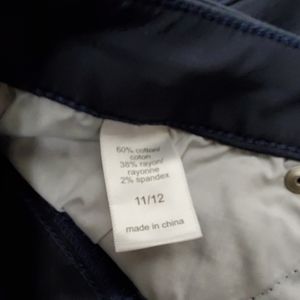 60% cotton/
coton
38% rayon/
rayonne
2% spandex
11/12
made in china